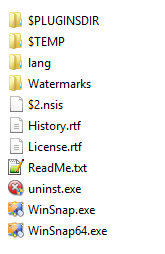 $PLUGINSDIR
$TEMP
lang
Watermarks
$2.nsis
History.rtf
License.rtf
ReadMe.txt
uninst.exe
WinSnap.exe
WinSnap64.exe